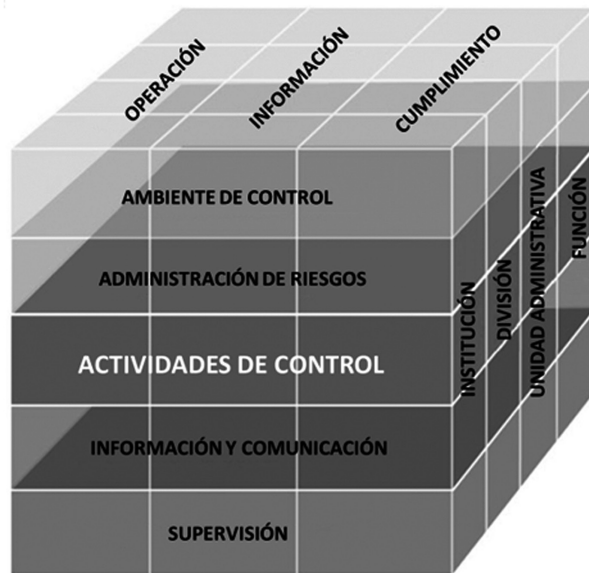 OPERACIÓN
INFORMACIÓN
CUMPLIMIENTO
AMBIENTE DE CONTROL
ADMINISTRACIÓN DE RIESGOS
ACTIVIDADES DE CONTROL
INFORMACIÓN Y COMUNICACIÓN
SUPERVISIÓN
INSTITUCIÓN
DIVISIÓN
UNIDAD ADMINISTRATIVA
FUNCIÓN